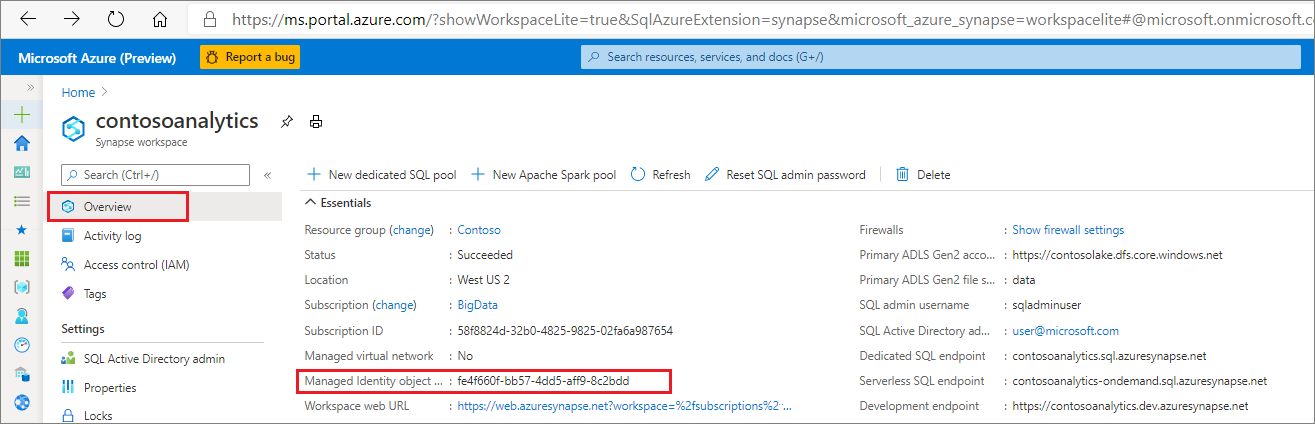 https://ms.portal.azure.com/?showWorkspaceLite=true&SqlAzureExtension=synapse&microsoft_azure_synapse=workspacelite#@microsoft.onmicrosoft.c
Microsoft Azure (Preview)
Report a bug
Search resources, services, and docs (G+/)
Home
contosoanalytics
Synapse workspace
Search (Ctrl+/)
Overview
Activity log
Access control (IAM)
Tags
Settings
SQL Active Directory admin
Properties
Locks
New dedicated SQL pool
New Apache Spark pool
Refresh
Reset SQL admin password
Delete
Essentials
Resource group (change) : Contoso
Status : Succeeded
Location : West US 2
Subscription (change) : BigData
Subscription ID : 58f8824d-32b0-4825-9825-02fa6a987654
Managed virtual network : No
Managed Identity object ... : fe4f660f-bb57-4dd5-aff9-8c2bdd
Workspace web URL : https://web.azuresynapse.net?workspace=%2fsubscriptions%2 ...
Firewalls : Show firewall settings
Primary ADLS Gen2 acco... : https://contosolake.dfs.core.windows.net
Primary ADLS Gen2 file s... : data
SQL admin username : sqladminuser
SQL Active Directory ad... : user@microsoft.com
Dedicated SQL endpoint : contosoanalytics.sql.azuresynapse.net
Serverless SQL endpoint : contosoanalytics-ondemand.sql.azuresynapse.net
Development endpoint : https://contosoanalytics.dev.azuresynapse.net